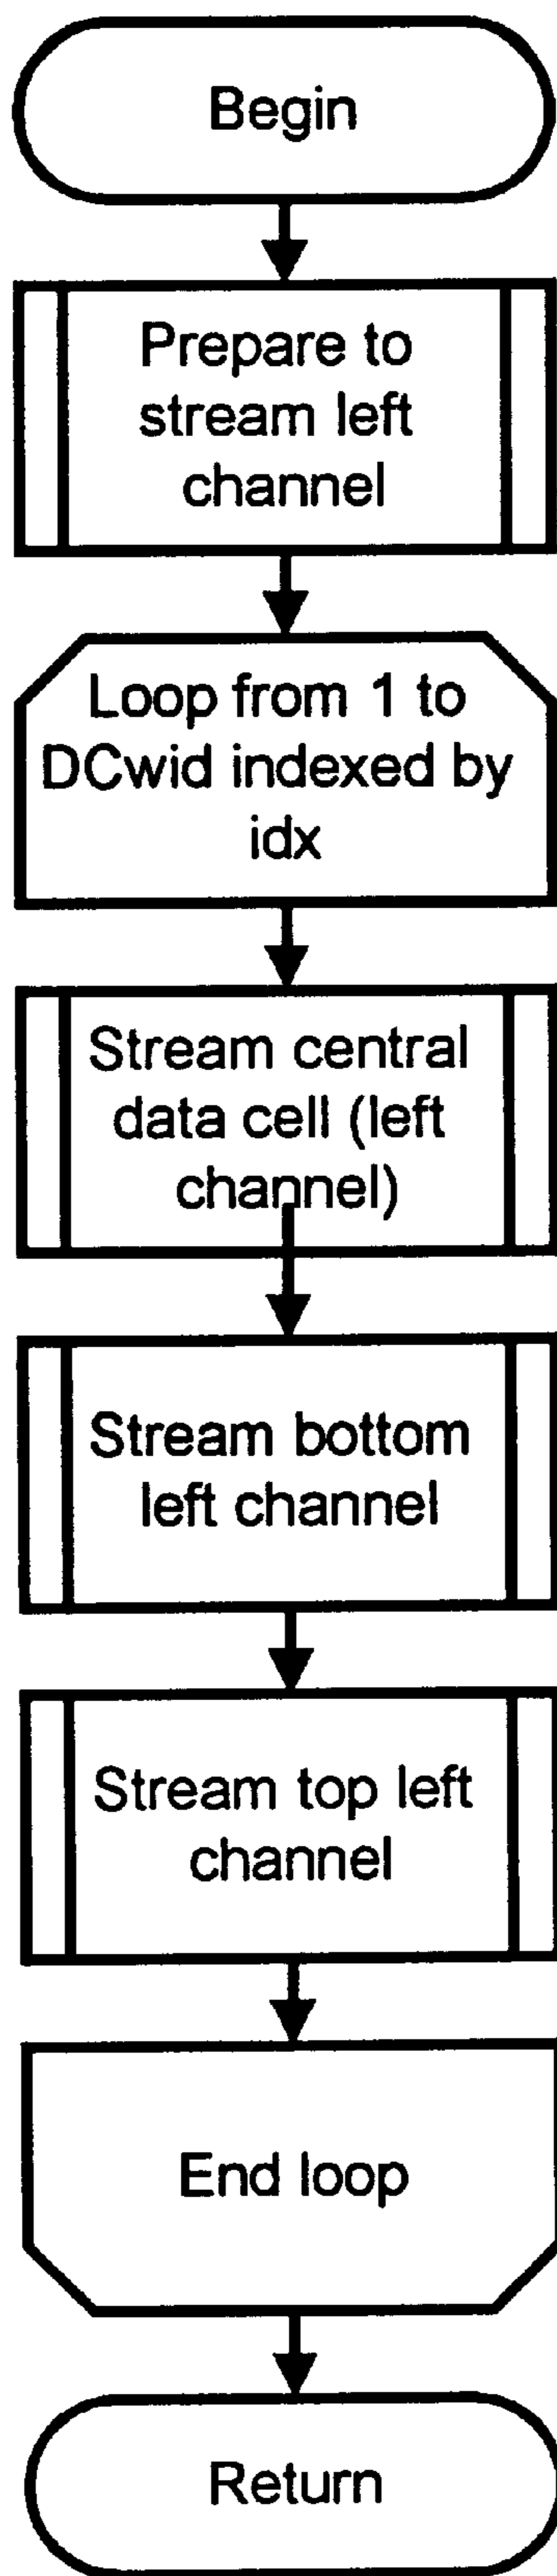 Begin
Prepare to
stream left
channel
Loop from 1 to
DCwid indexed by
idx
Stream central
data cell (left
channel)
Stream bottom
left channel
Stream top left
channel
End loop
Return